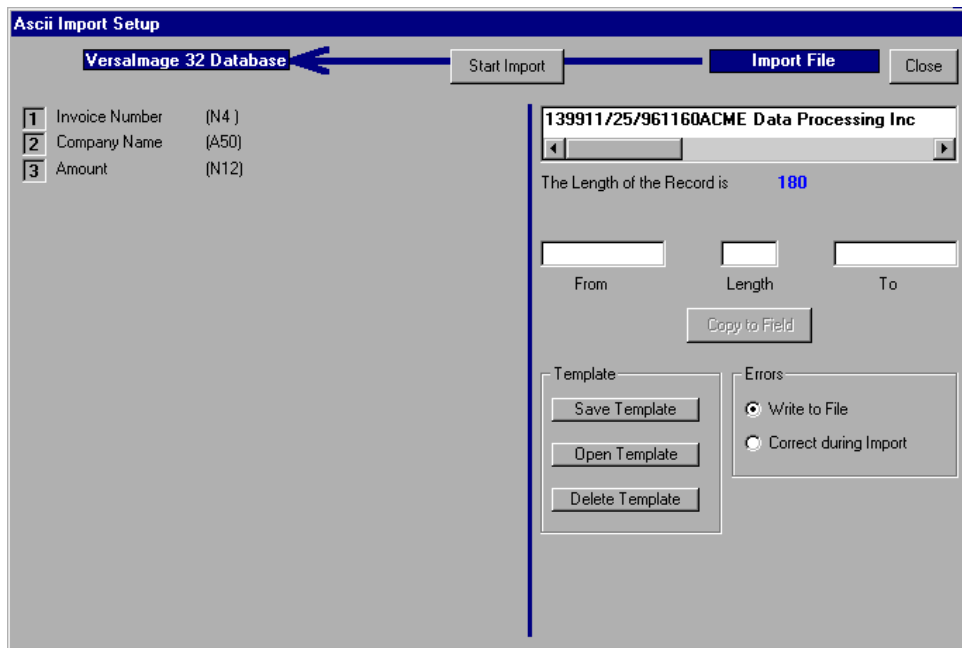 Ascii Import Setup
VersaImage 32 Database
Start Import
Import File
Close
1 Invoice Number (N4 )
2 Company Name (A50)
3 Amount (N12)
139911/25/961160ACME Data Processing Inc
The Length of the Record is 180
From Length To
Copy to Field
Template
Save Template
Open Template
Delete Template
Errors
Write to File
Correct during Import